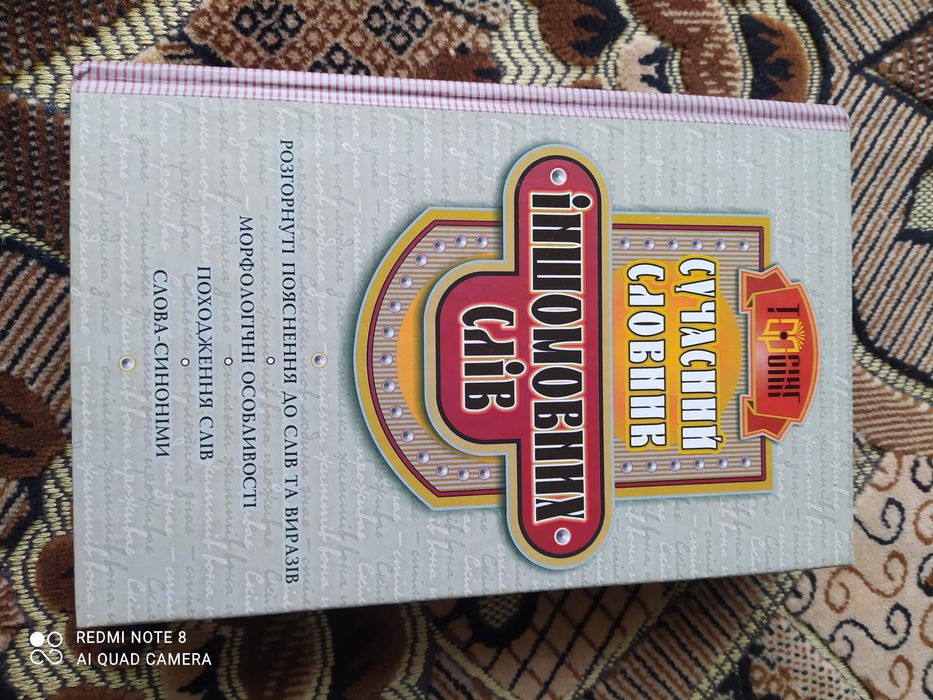 ТОРСІНГ
СУЧАСНИЙ
СЛОВНИК
ІНШОМОВНИХ
СЛІВ
РОЗГОРНУТІ ПОЯСНЕННЯ ДО СЛІВ ТА ВИРАЗІВ
МОРФОЛОГІЧНІ ОСОБЛИВОСТІ
ПОХОДЖЕННЯ СЛІВ
СЛОВА-СИНОНІМИ
REDMI NOTE 8
AI QUAD CAMERA